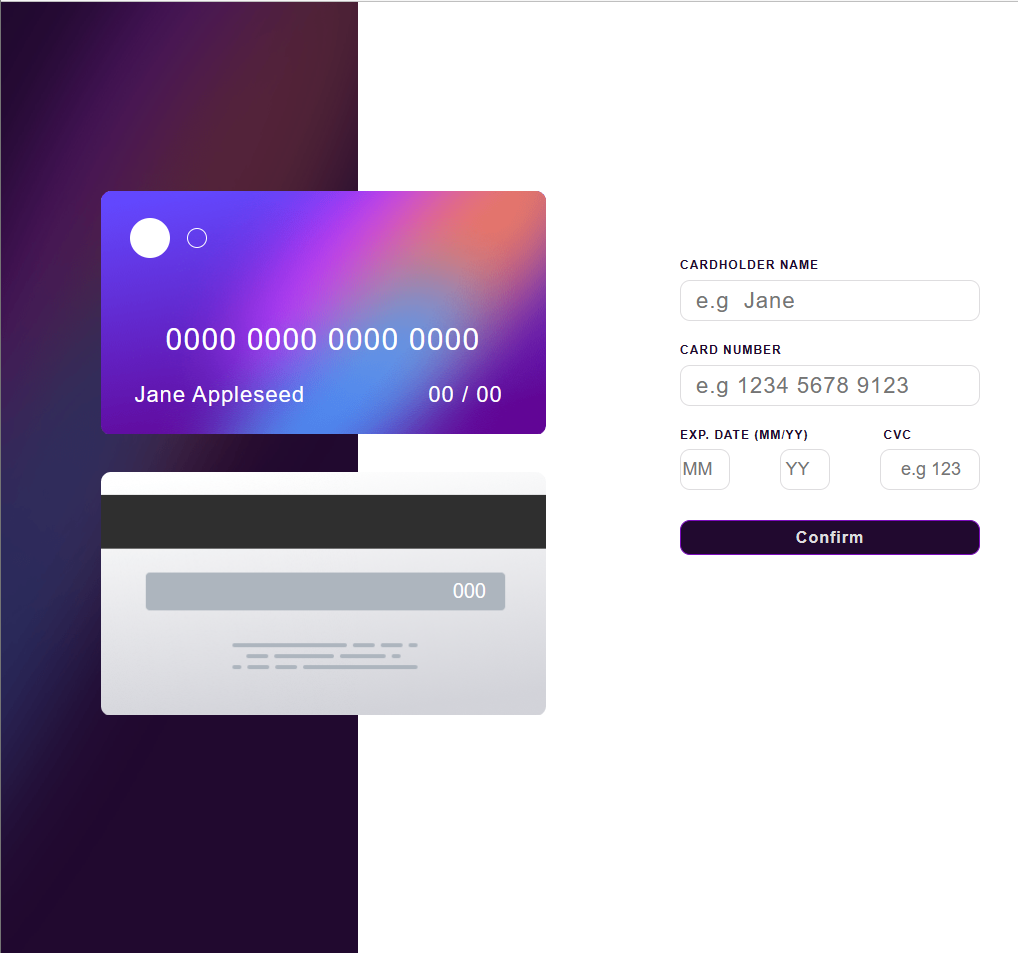 0000 0000 0000 0000
Jane Appleseed 00 / 00
000
CARDHOLDER NAME
e.g Jane
CARD NUMBER
e.g 1234 5678 9123
EXP. DATE (MM/YY) CVC
MM YY e.g 123
Confirm